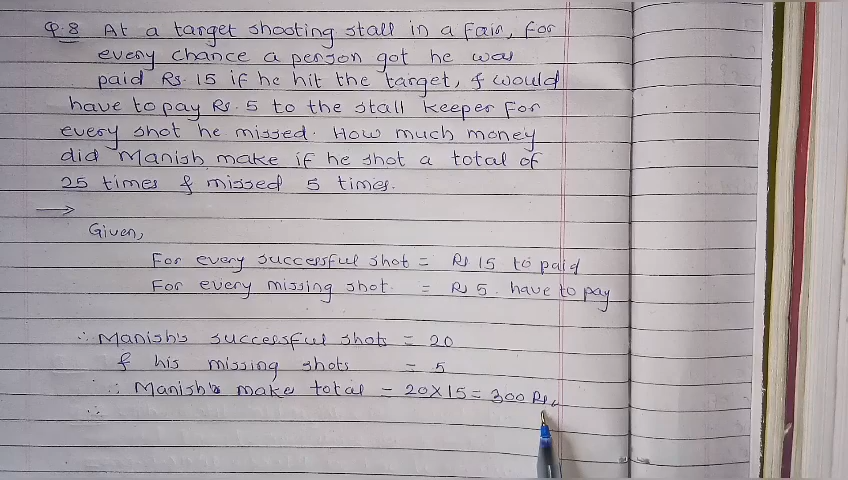 Q.8 At a target shooting stall in a Fair, For
every chance a person got he was
paid Rs. 15 if he hit the target, & would
have to pay Rs. 5 to the stall keeper For
every shot he missed. How much money
did Manish make if he shot a total of
25 times & missed 5 times.
→
Given,
For every successful shot = Rs 15 to paid
For every missing shot. = Rs 5. have to pay
∴ Manish's successful shots = 20
& his missing shots = 5
∴ Manish's make total = 20 × 15 = 300 Rs.
∴